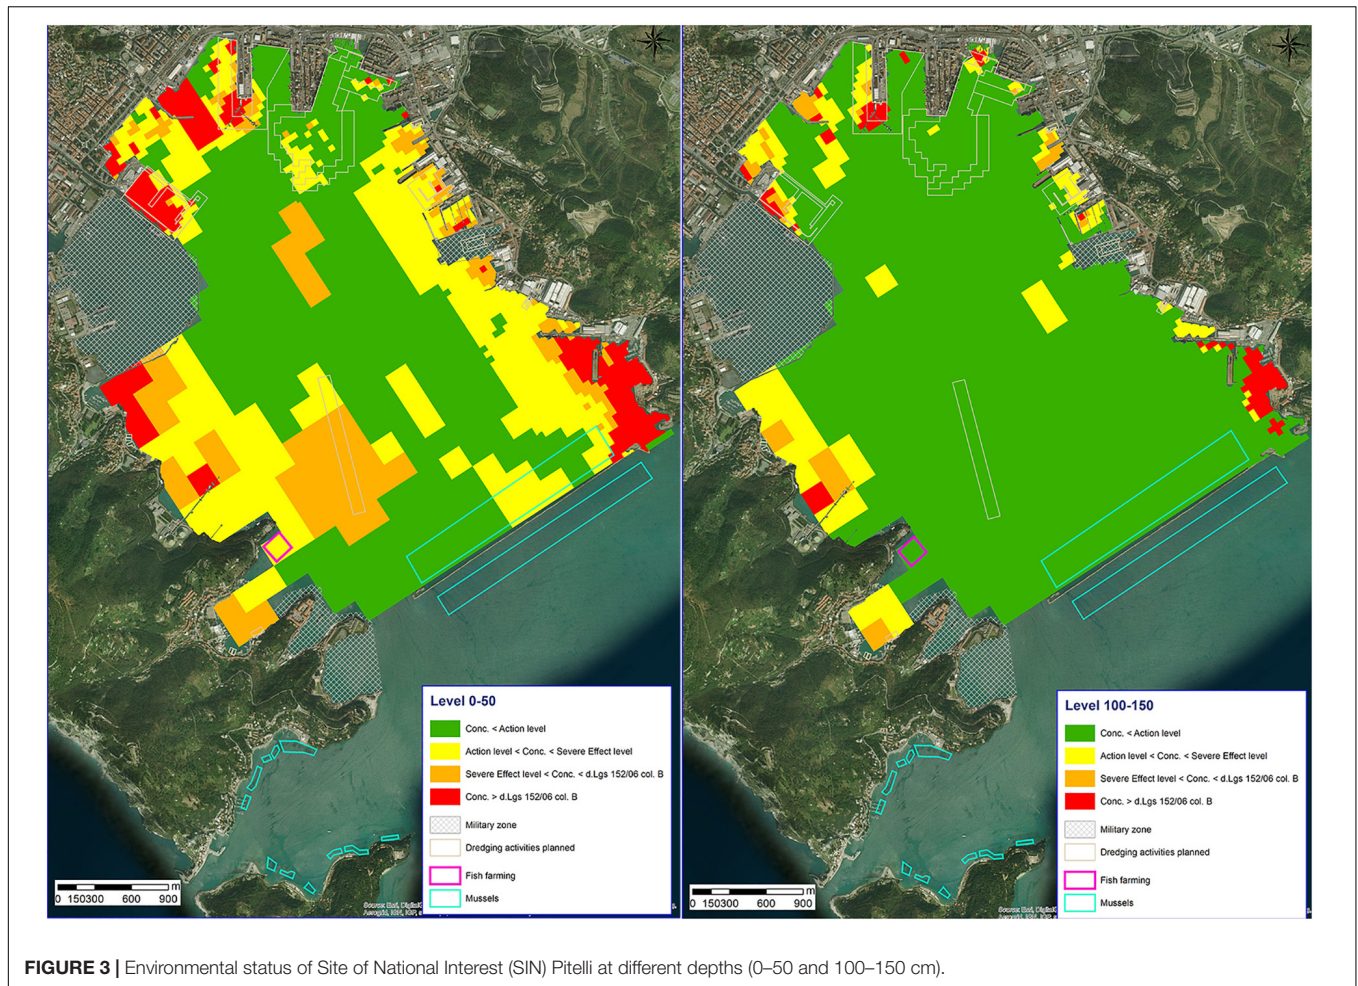 Level 0-50
Conc. < Action level
Action level < Conc. < Severe Effect level
Severe Effect level < Conc. < d.Lgs 152/06 col. B
Conc. > d.Lgs 152/06 col. B
Military zone
Dredging activities planned
Fish farming
Mussels
m
0 150300 600 900
Level 100-150
Conc. < Action level
Action level < Conc. < Severe Effect level
Severe Effect level < Conc. < d.Lgs 152/06 col. B
Conc. > d.Lgs 152/06 col. B
Military zone
Dredging activities planned
Fish farming
Mussels
m
0 150300 600 900
FIGURE 3 | Environmental status of Site of National Interest (SIN) Pitelli at different depths (0–50 and 100–150 cm).